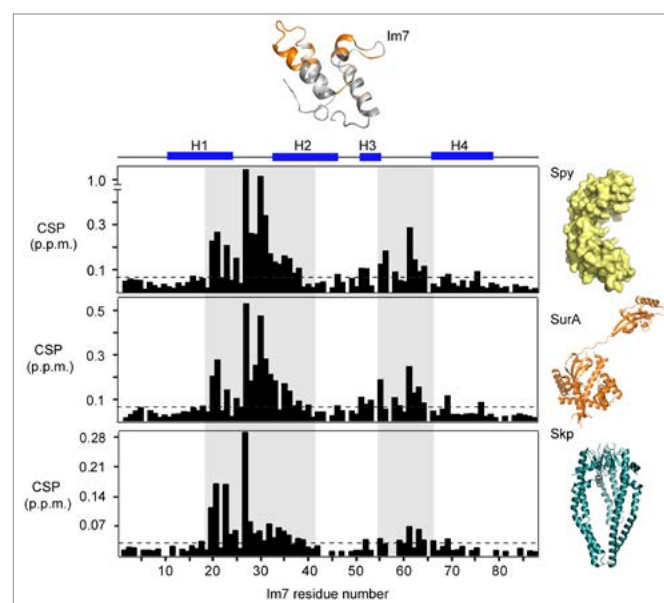 Im7
H1 H2 H3 H4
Spy
1.0
CSP
(p.p.m.)
0.3
0.1
SurA
0.5
CSP
(p.p.m.)
0.3
0.1
Skp
0.28
0.21
CSP
(p.p.m.)
0.14
0.07
10 20 30 40 50 60 70 80
Im7 residue number